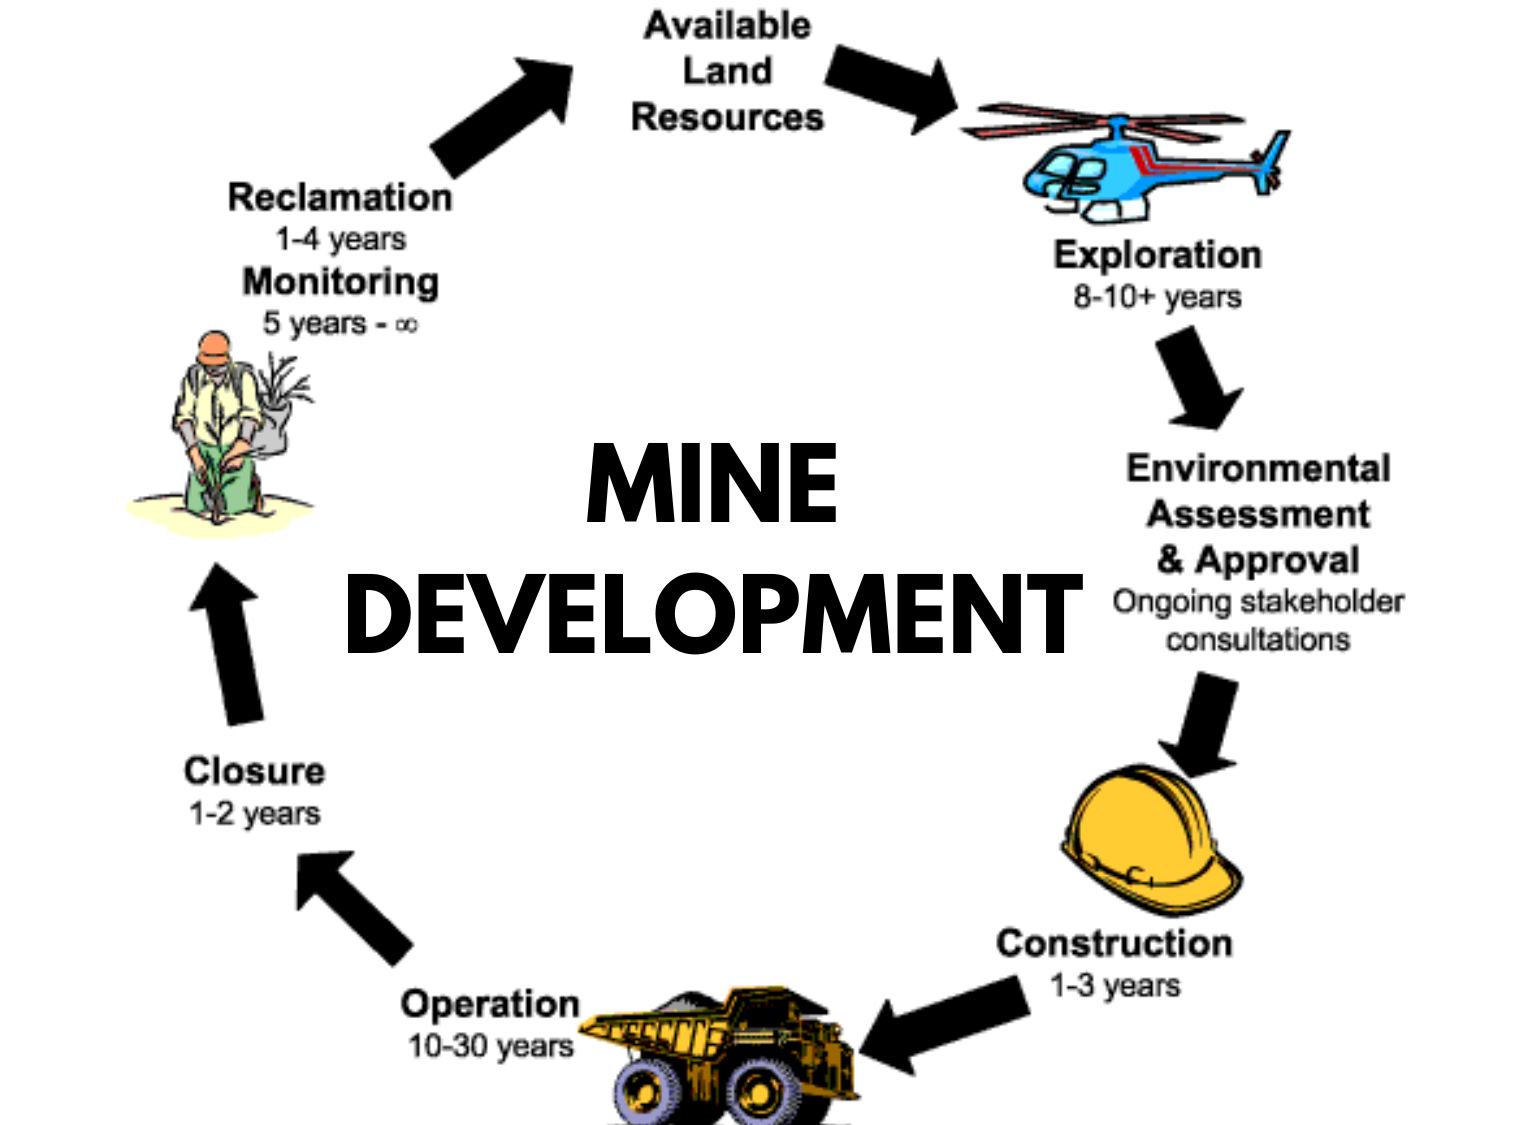 Available
Land
Resources
Exploration
8-10+ years
Environmental
Assessment
& Approval
Ongoing stakeholder
consultations
Construction
1-3 years
Operation
10-30 years
Closure
1-2 years
Reclamation
1-4 years
Monitoring
5 years - ∞
MINE
DEVELOPMENT